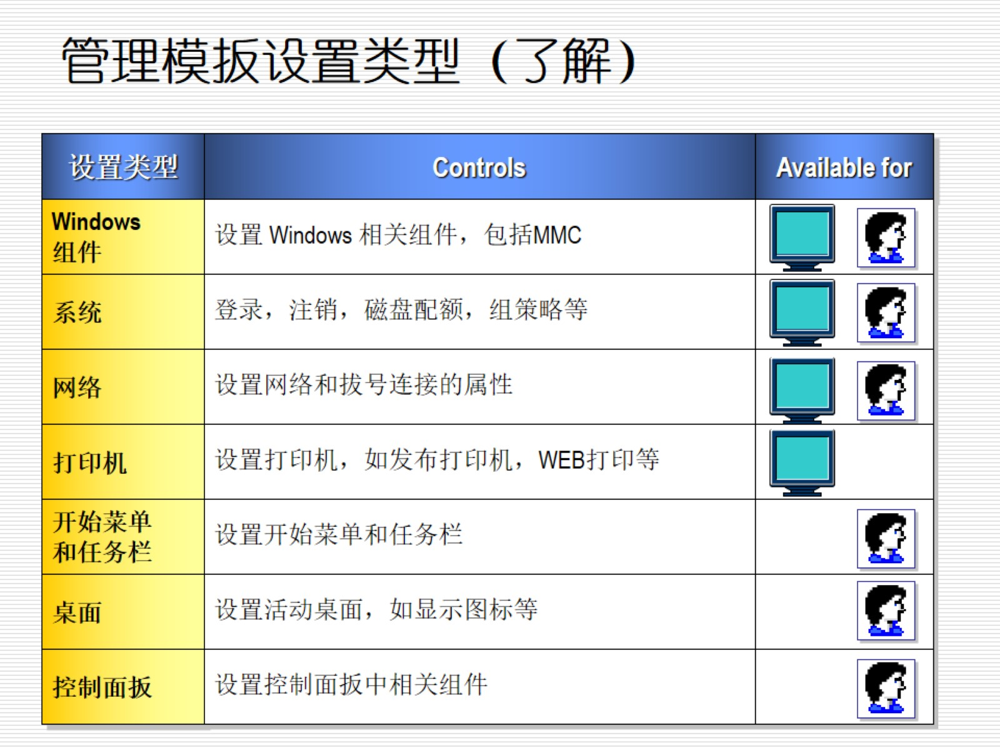 管理模扳设置类型（了解）
设置类型
Controls
Available for
Windows
组件
设置 Windows 相关组件，包括MMC
系统
登录，注销，磁盘配额，组策略等
网络
设置网络和拔号连接的属性
打印机
设置打印机，如发布打印机，WEB打印等
开始菜单
和任务栏
设置开始菜单和任务栏
桌面
设置活动桌面，如显示图标等
控制面扳
设置控制面扳中相关组件